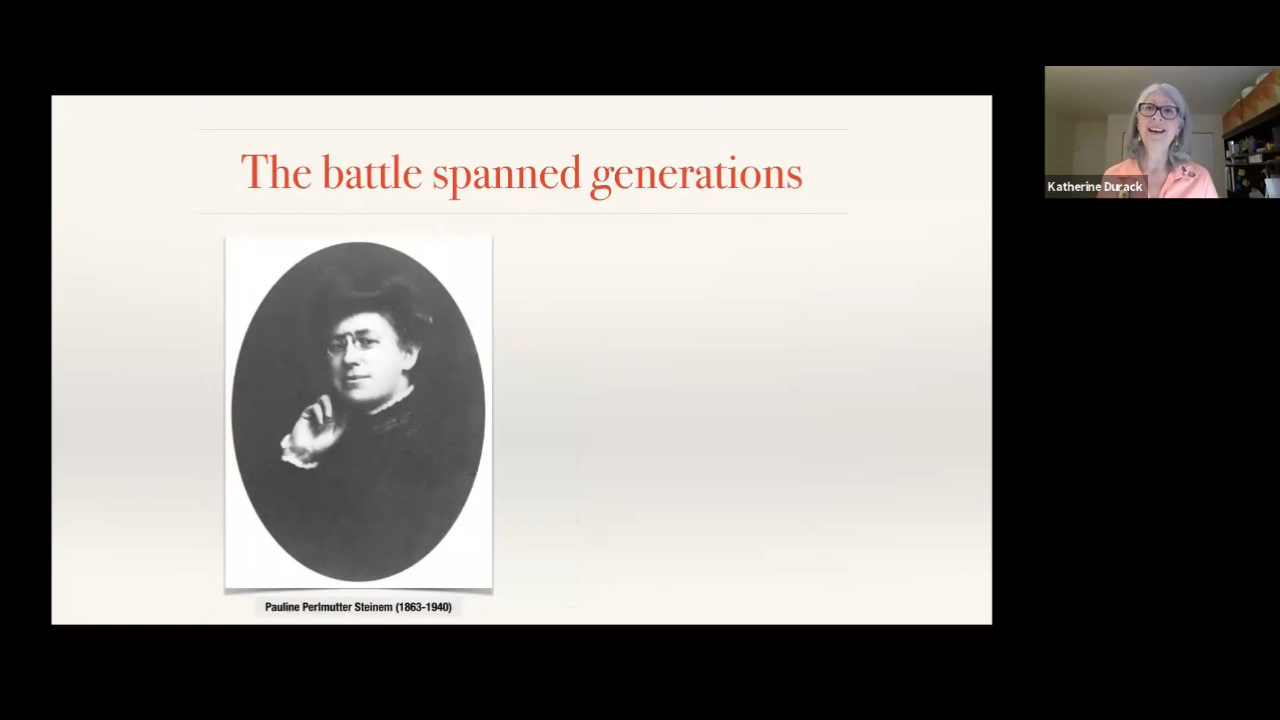 The battle spanned generations
Pauline Perlmutter Steinem (1863-1940)
Katherine Durack